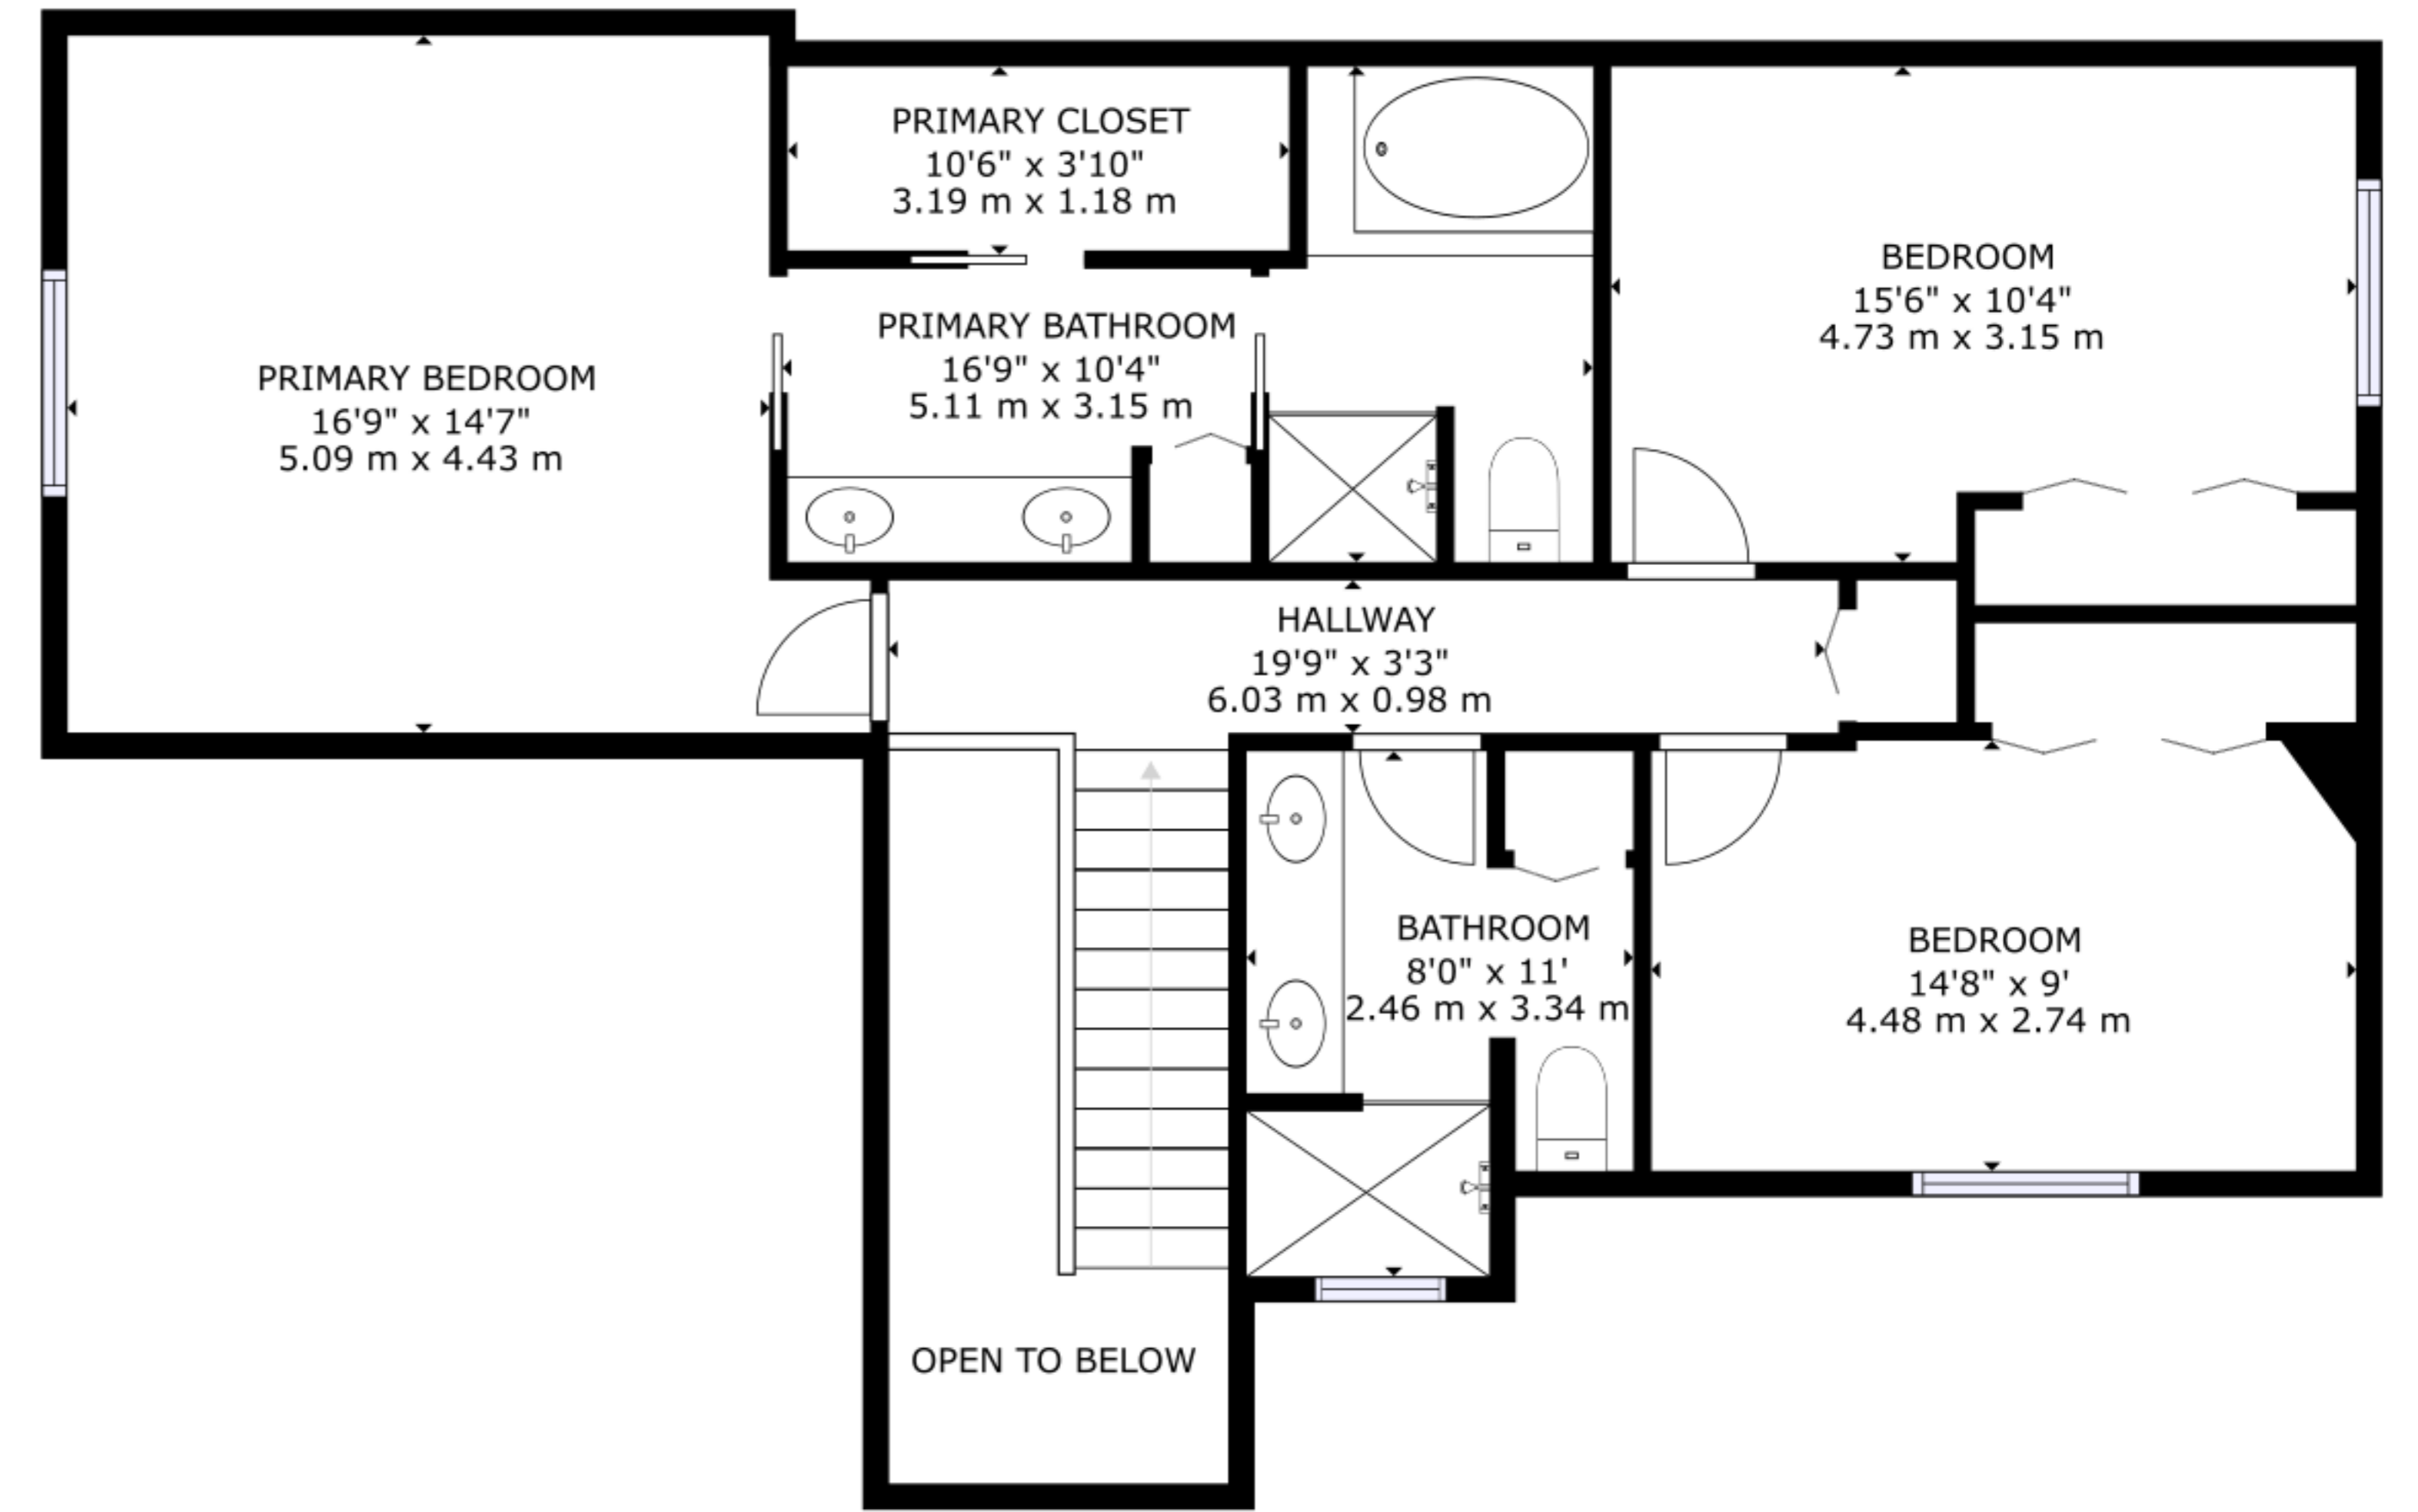 PRIMARY CLOSET
10'6" x 3'10"
3.19 m x 1.18 m
PRIMARY BATHROOM
16'9" x 10'4"
5.11 m x 3.15 m
BEDROOM
15'6" x 10'4"
4.73 m x 3.15 m
PRIMARY BEDROOM
16'9" x 14'7"
5.09 m x 4.43 m
HALLWAY
19'9" x 3'3"
6.03 m x 0.98 m
BATHROOM
8'0" x 11'
2.46 m x 3.34 m
BEDROOM
14'8" x 9'
4.48 m x 2.74 m
OPEN TO BELOW